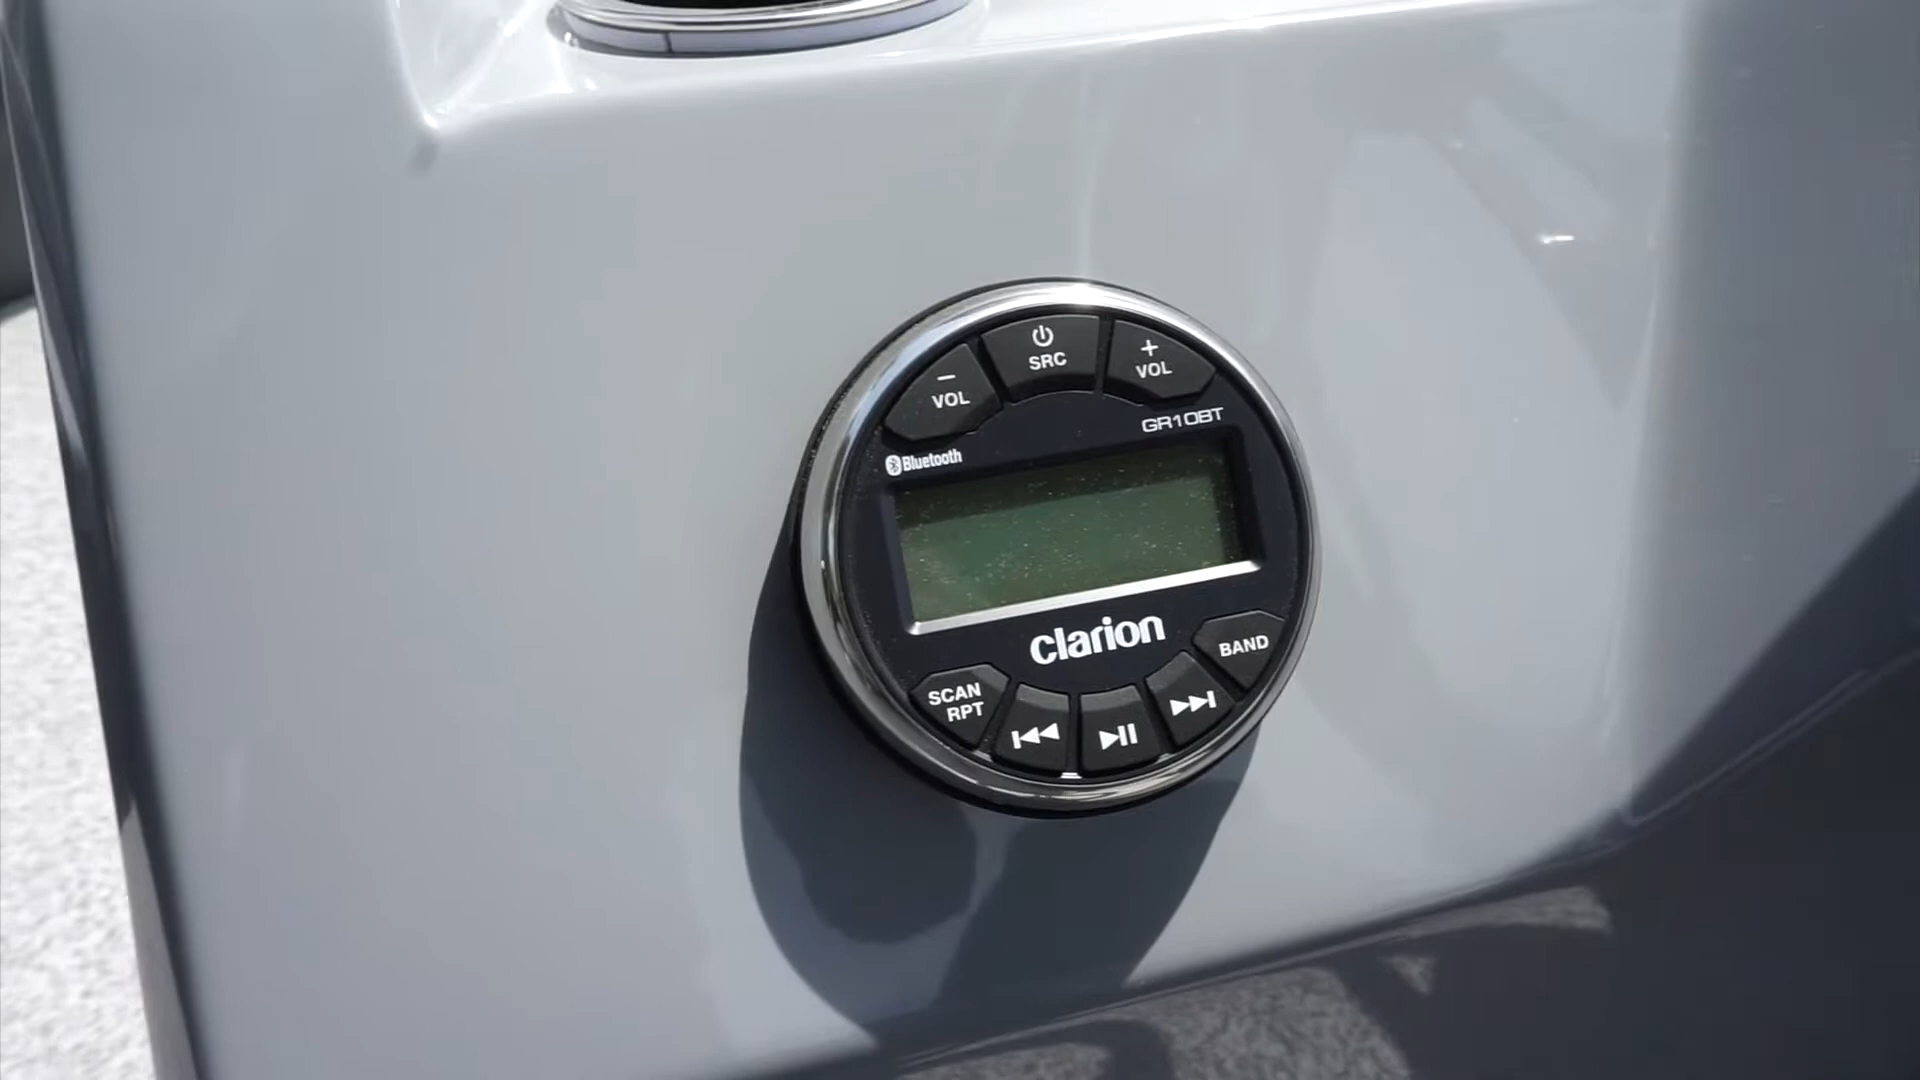 SRC
− VOL
+ VOL
GR10BT
Bluetooth
clarion
BAND
SCAN
RPT